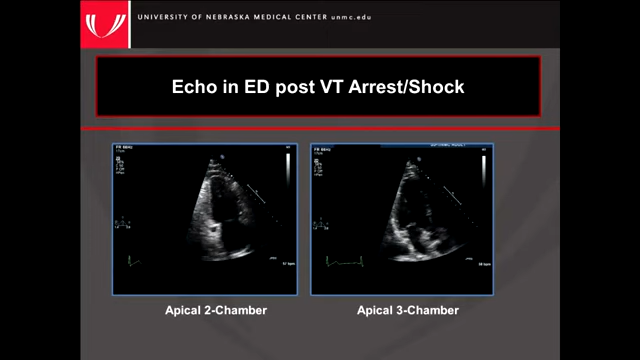 UNIVERSITY OF NEBRASKA MEDICAL CENTER unmc.edu
Echo in ED post VT Arrest/Shock
Apical 2-Chamber
Apical 3-Chamber